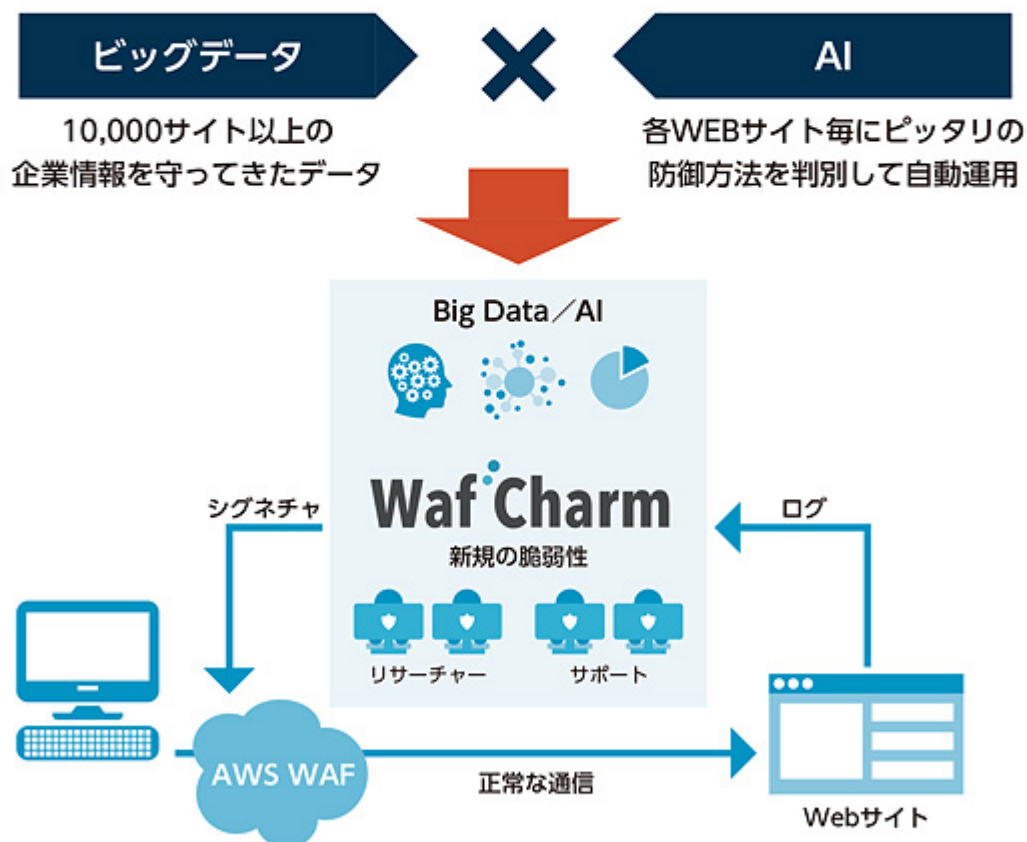 ビッグデータ
AI
10,000サイト以上の
企業情報を守ってきたデータ
各WEBサイト毎にピッタリの
防御方法を判別して自動運用
Big Data／AI
WafCharm
新規の脆弱性
リサーチャー
サポート
シグネチャ
ログ
AWS WAF
正常な通信
Webサイト